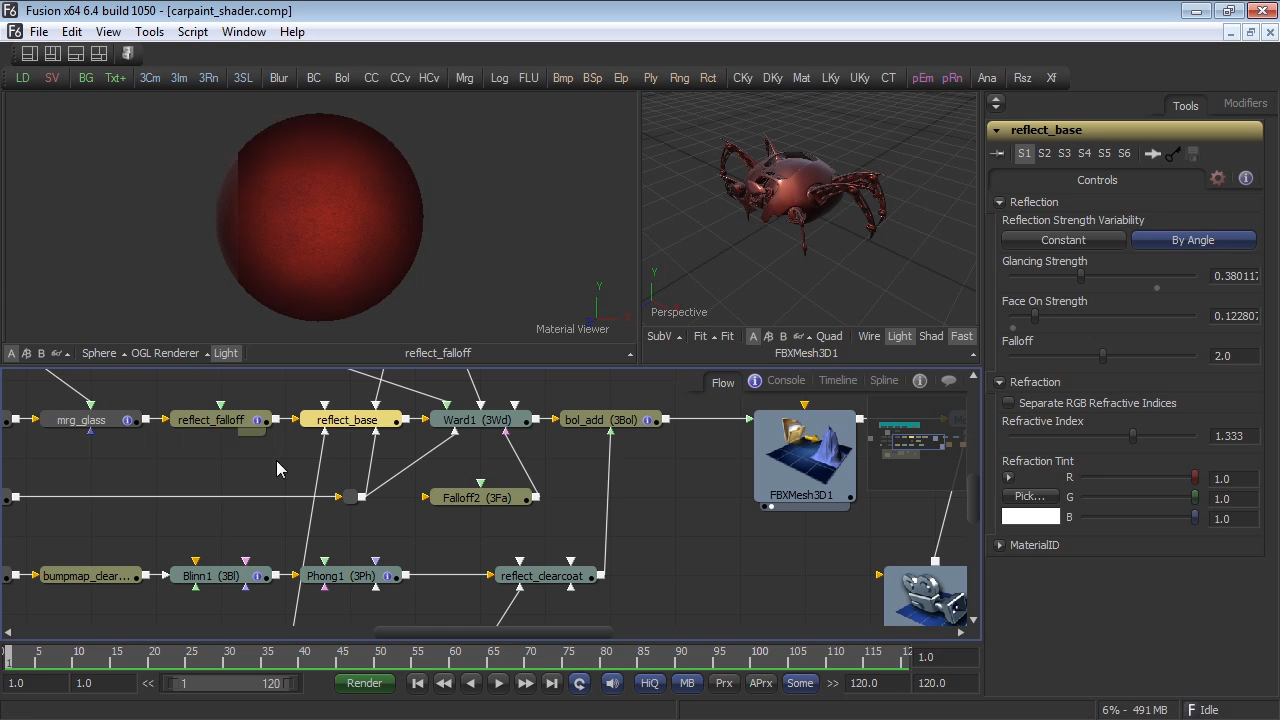 Fusion x64 6.4 build 1050 - [carpaint_shader.comp]
File Edit View Tools Script Window Help
LD SV BG Txt+ 3Cm 3Im 3Rn 3SL Blur BC Bol CC CCv HCv Mrg Log FLU Bmp BSp Elp Ply Rng Rct CKy DKy Mat LKy UKy CT pEm pRn Ana Rsz Xf
Tools Modifiers
reflect_base
S1 S2 S3 S4 S5 S6
Controls
Reflection
Reflection Strength Variability
Constant By Angle
Glancing Strength
0.380117
Face On Strength
0.122807
Falloff
2.0
Refraction
Separate RGB Refractive Indices
Refractive Index
1.333
Refraction Tint
R 1.0
Pick... G 1.0
B 1.0
MaterialID
Y
Material Viewer
A B Sphere OGL Renderer Light reflect_falloff
Y
Perspective
SubV Fit Fit A B Quad Wire Light Shad Fast
FBXMesh3D1
Flow Console Timeline Spline
mrg_glass reflect_falloff reflect_base Ward1 (3Wd) bol_add (3Bol)
FBXMesh3D1
Falloff2 (3Fa)
bumpmap_clear... Blinn1 (3Bl) Phong1 (3Ph) reflect_clearcoat
5 10 15 20 25 30 35 40 45 50 55 60 65 70 75 80 85 90 95 100 105 110 115 1.0
1
1.0 1.0 << 1 120 Render HiQ MB Prx APrx Some >> 120.0 120.0
6% - 491 MB Idle